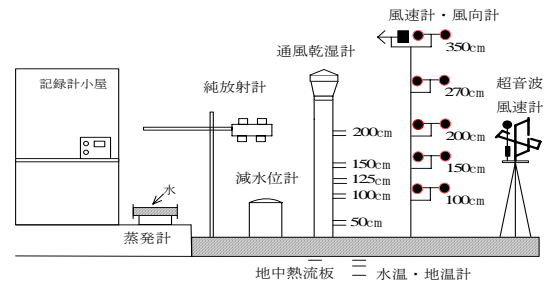 風速計・風向計
通風乾湿計
350cm
記録計小屋
純放射計
270cm
超音波
風速計
200cm
200cm
150cm
150cm
減水位計
125cm
100cm
100cm
水
50cm
蒸発計
地中熱流板
水温・地温計